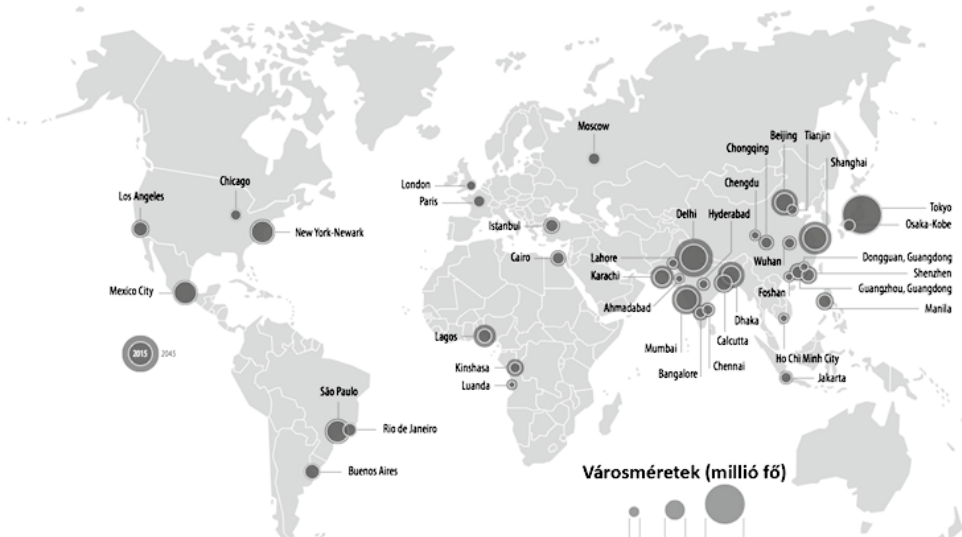 Moscow
Beijing
Tianjin
Chongqing
Shanghai
Chicago
Chengdu
London
Los Angeles
Paris
Tokyo
Delhi
Hyderabad
Istanbul
Osaka-Kobe
New York-Newark
Cairo
Lahore
Wuhan
Dongguan, Guangdong
Karachi
Shenzhen
Mexico City
Foshan
Guangzhou, Guangdong
Ahmadabad
Manila
Dhaka
Lagos
Calcutta
2015
2045
Mumbai
Ho Chi Minh City
Kinshasa
Chennai
Bangalore
Jakarta
Luanda
São Paulo
Rio de Janeiro
Buenos Aires
Városméretek (millió fő)